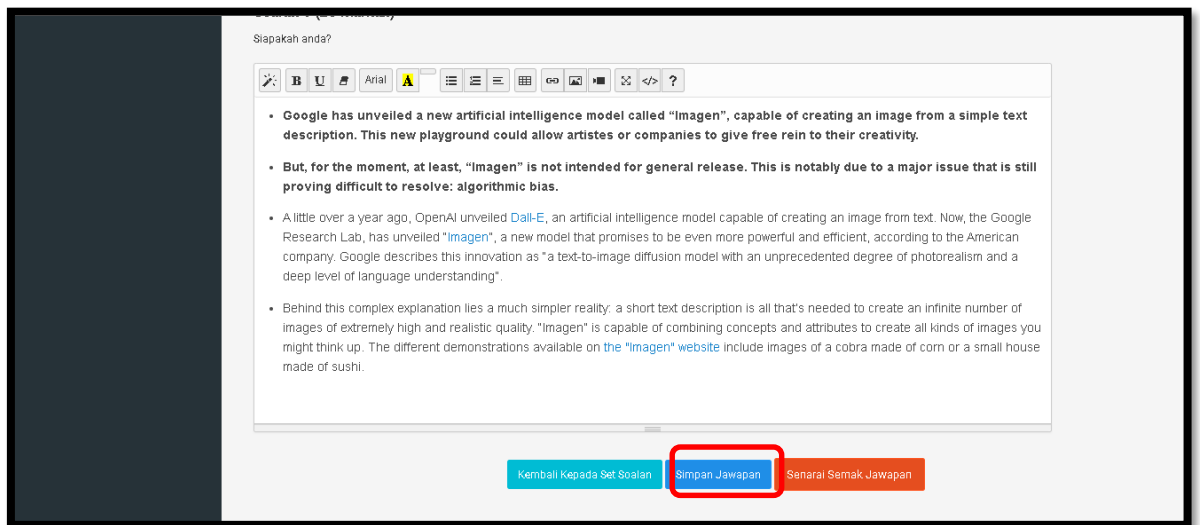 Siapakah anda?
B U Arial A </> ?
• Google has unveiled a new artificial intelligence model called “Imagen”, capable of creating an image from a simple text
description. This new playground could allow artistes or companies to give free rein to their creativity.
• But, for the moment, at least, “Imagen” is not intended for general release. This is notably due to a major issue that is still
proving difficult to resolve: algorithmic bias.
• A little over a year ago, OpenAI unveiled Dall-E, an artificial intelligence model capable of creating an image from text. Now, the Google
Research Lab, has unveiled "Imagen", a new model that promises to be even more powerful and efficient, according to the American
company. Google describes this innovation as "a text-to-image diffusion model with an unprecedented degree of photorealism and a
deep level of language understanding".
• Behind this complex explanation lies a much simpler reality: a short text description is all that's needed to create an infinite number of
images of extremely high and realistic quality. "Imagen" is capable of combining concepts and attributes to create all kinds of images you
might think up. The different demonstrations available on the "Imagen" website include images of a cobra made of corn or a small house
made of sushi.
Kembali Kepada Set Soalan Simpan Jawapan Senarai Semak Jawapan